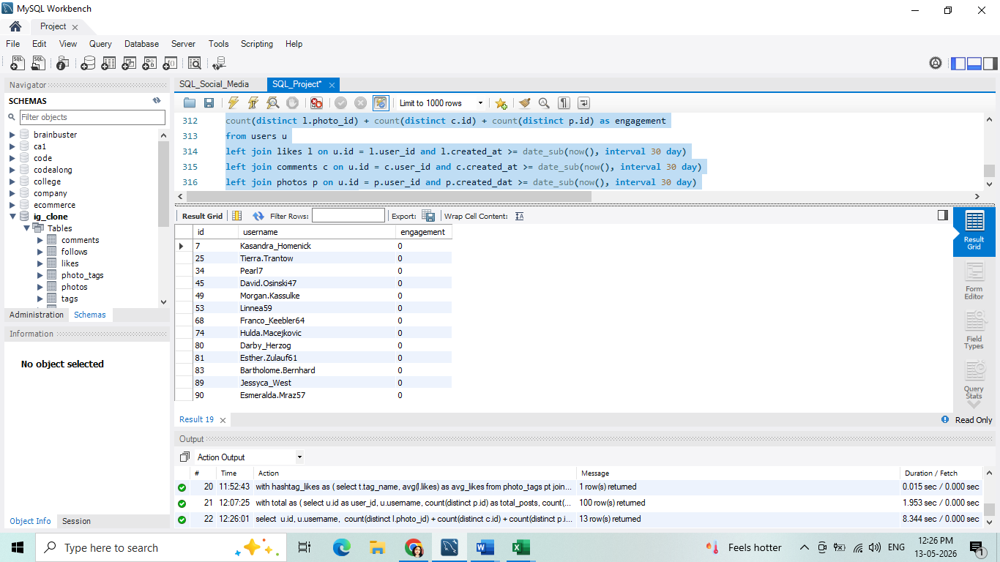 MySQL Workbench
Project
File Edit View Query Database Server Tools Scripting Help
Navigator
SCHEMAS
Filter objects
brainbuster
ca1
code
codealong
college
company
ecommerce
ig_clone
Tables
comments
follows
likes
photo_tags
photos
tags
Administration Schemas
Information
No object selected
Object Info Session
SQL_Social_Media SQL_Project*
Limit to 1000 rows
312 count(distinct l.photo_id) + count(distinct c.id) + count(distinct p.id) as engagement
313 from users u
314 left join likes l on u.id = l.user_id and l.created_at >= date_sub(now(), interval 30 day)
315 left join comments c on u.id = c.user_id and c.created_at >= date_sub(now(), interval 30 day)
316 left join photos p on u.id = p.user_id and p.created_dat >= date_sub(now(), interval 30 day)
Result Grid Filter Rows: Export: Wrap Cell Content:
id username engagement
7 Kasandra_Homenick 0
25 Tierra.Trantow 0
34 Pearl7 0
45 David.Osinski47 0
49 Morgan.Kassulke 0
53 Linnea59 0
68 Franco_Keebler64 0
74 Hulda.Macejkovic 0
80 Darby_Herzog 0
81 Esther.Zulauf61 0
83 Bartholome.Bernhard 0
89 Jessyca_West 0
90 Esmeralda.Mraz57 0
Result Grid
Form Editor
Field Types
Query Stats
Result 19
Read Only
Output
Action Output
# Time Action Message Duration / Fetch
20 11:52:43 with hashtag_likes as ( select t.tag_name, avg(l.likes) as avg_likes from photo_tags pt join... 1 row(s) returned 0.015 sec / 0.000 sec
21 12:07:25 with total as ( select u.id as user_id, u.username, count(distinct p.id) as total_posts, count(... 100 row(s) returned 1.953 sec / 0.000 sec
22 12:26:01 select u.id, u.username, count(distinct l.photo_id) + count(distinct c.id) + count(distinct p.i... 13 row(s) returned 8.344 sec / 0.000 sec
Type here to search
Feels hotter
ENG
12:26 PM
13-05-2026
1